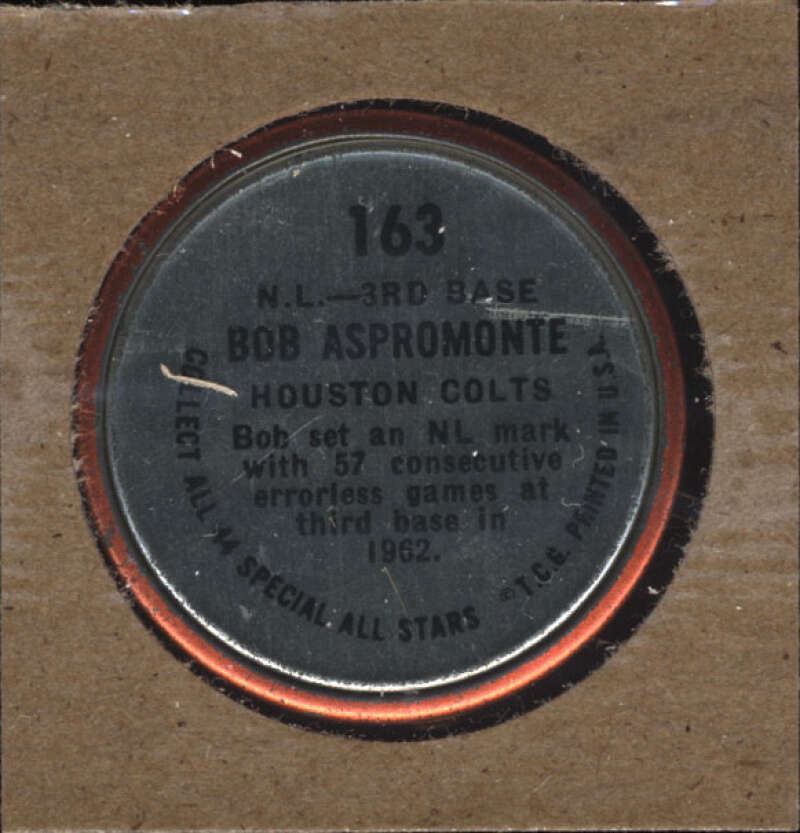 163
N.L.—3RD BASE
BOB ASPROMONTE
HOUSTON COLTS
Bob set an NL mark
with 57 consecutive
errorless games at
third base in
1962.
COLLECT ALL 44 SPECIAL ALL STARS ©T.C.G. PRINTED IN U.S.A.